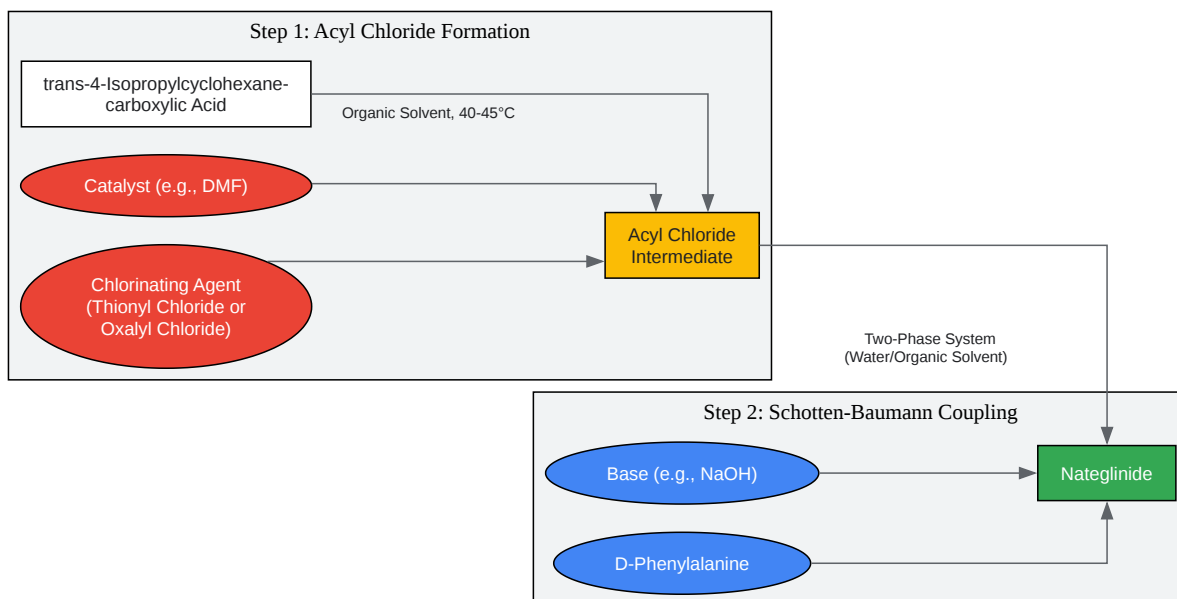 Step 1: Acyl Chloride Formation
trans-4-Isopropylcyclohexane-
carboxylic Acid
Organic Solvent, 40-45°C
Catalyst (e.g., DMF)
Acyl Chloride
Intermediate
Chlorinating Agent
(Thionyl Chloride or
Oxalyl Chloride)
Two-Phase System
(Water/Organic Solvent)
Step 2: Schotten-Baumann Coupling
Base (e.g., NaOH)
Nateglinide
D-Phenylalanine